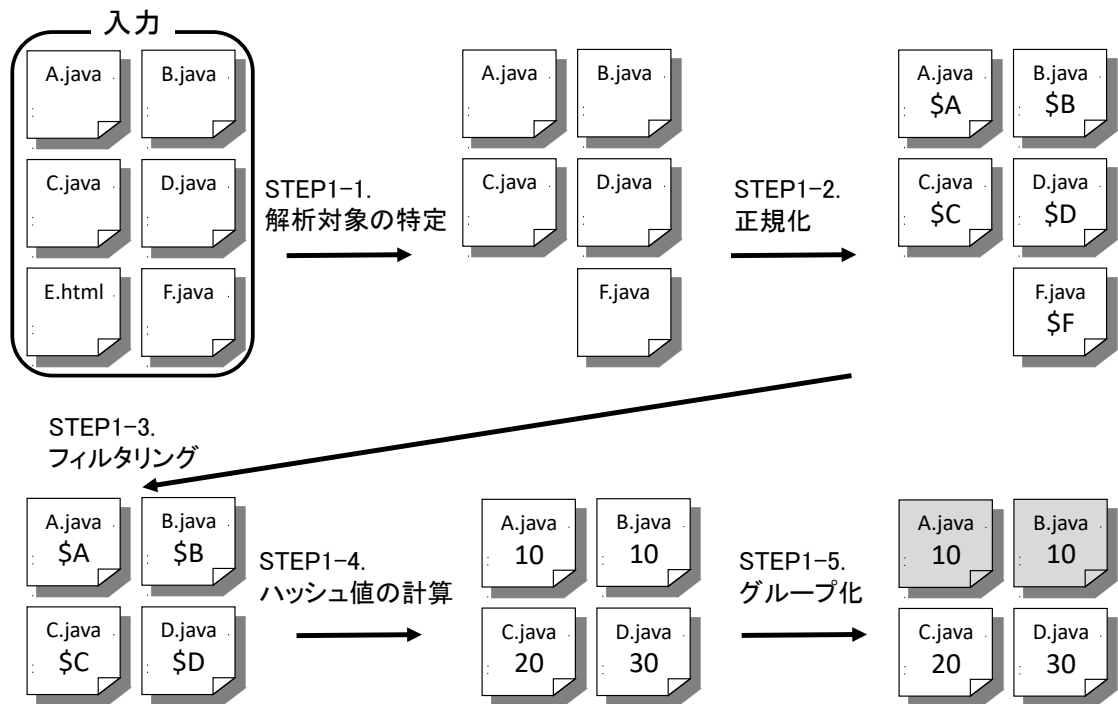 入力
A.java
B.java
C.java
D.java
E.html
F.java
STEP1-1.
解析対象の特定
A.java
B.java
C.java
D.java
F.java
STEP1-2.
正規化
A.java
$A
B.java
$B
C.java
$C
D.java
$D
F.java
$F
STEP1-3.
フィルタリング
A.java
$A
B.java
$B
C.java
$C
D.java
$D
STEP1-4.
ハッシュ値の計算
A.java
10
B.java
10
C.java
20
D.java
30
STEP1-5.
グループ化
A.java
10
B.java
10
C.java
20
D.java
30